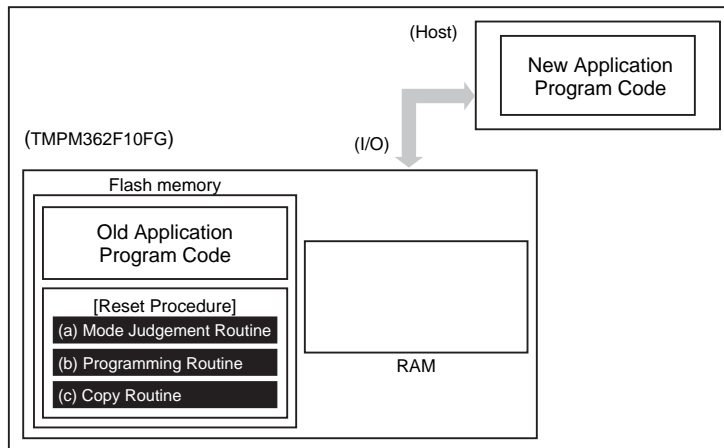 (Host)
New Application
Program Code
(TMPM362F10FG)
(I/O)
Flash memory
Old Application
Program Code
[Reset Procedure]
(a) Mode Judgement Routine
(b) Programming Routine
(c) Copy Routine
RAM